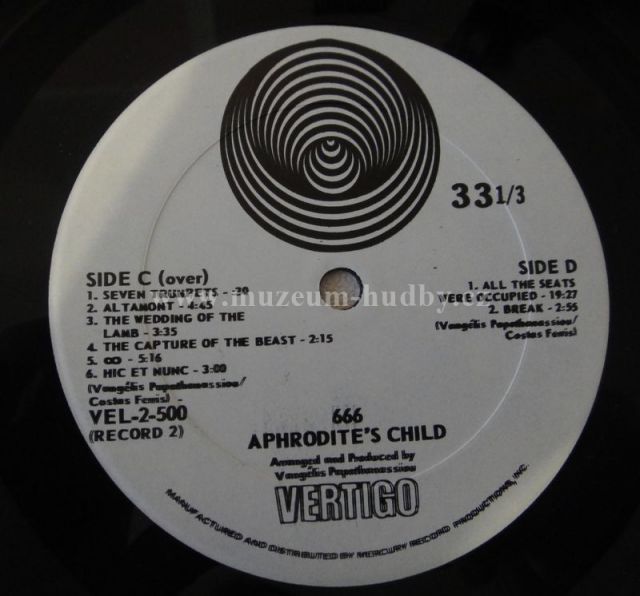 33 1/3
SIDE C (over)
1. SEVEN TRUMPETS - :30
2. ALTAMONT - 4:45
3. THE WEDDING OF THE
LAMB - 3:35
4. THE CAPTURE OF THE BEAST - 2:15
5. ∞ - 5:16
6. HIC ET NUNC - 3:00
(Vangélis Papathanassiou/
Costas Ferris)
VEL-2-500
(RECORD 2)
SIDE D
1. ALL THE SEATS
WERE OCCUPIED - 19:27
2. BREAK - 2:55
(Vangélis Papathanassiou/
Costas Ferris)
www.muzeum-hudby.cz
666
APHRODITE'S CHILD
Arranged and Produced by
Vangélis Papathanassiou
VERTIGO
MANUFACTURED AND DISTRIBUTED BY MERCURY RECORD PRODUCTIONS, INC.